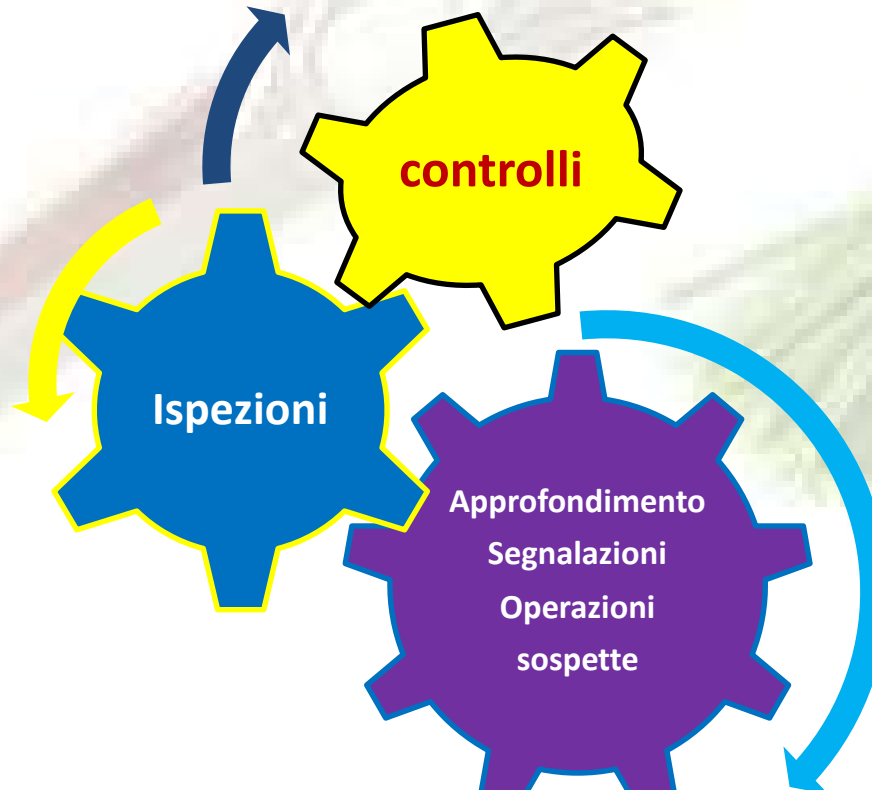 controlli
Ispezioni
Approfondimento
Segnalazioni
Operazioni
sospette